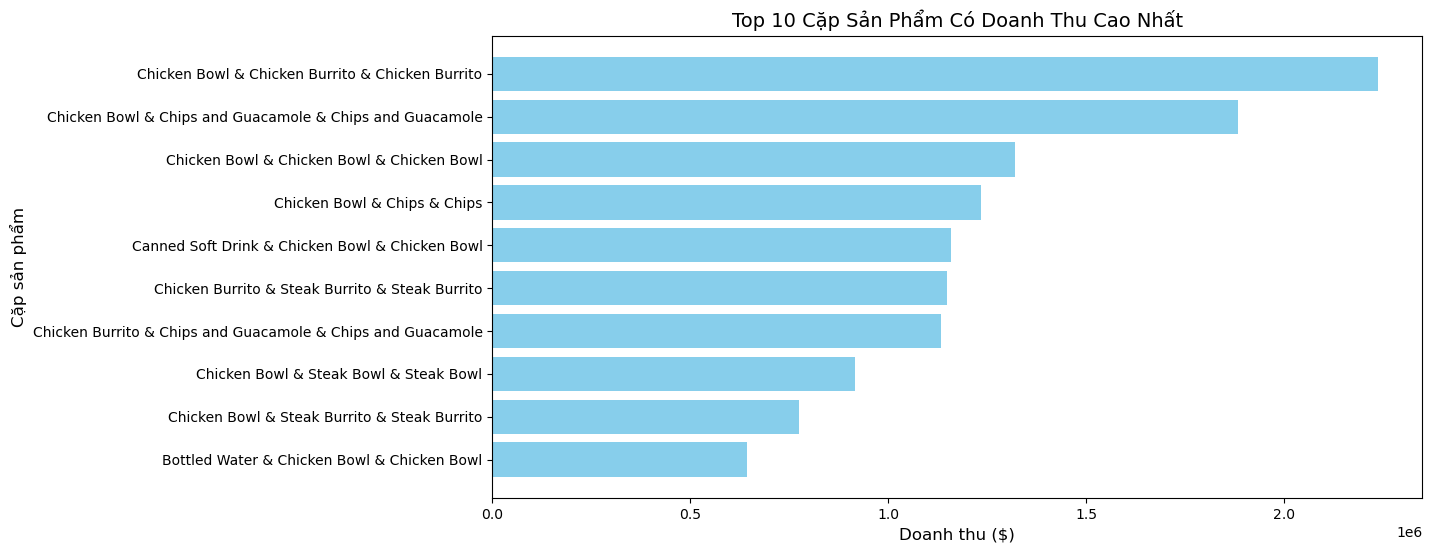 Top 10 Cặp Sản Phẩm Có Doanh Thu Cao Nhất
Cặp sản phẩm
Chicken Bowl & Chicken Burrito & Chicken Burrito
Chicken Bowl & Chips and Guacamole & Chips and Guacamole
Chicken Bowl & Chicken Bowl & Chicken Bowl
Chicken Bowl & Chips & Chips
Canned Soft Drink & Chicken Bowl & Chicken Bowl
Chicken Burrito & Steak Burrito & Steak Burrito
Chicken Burrito & Chips and Guacamole & Chips and Guacamole
Chicken Bowl & Steak Bowl & Steak Bowl
Chicken Bowl & Steak Burrito & Steak Burrito
Bottled Water & Chicken Bowl & Chicken Bowl
0.0 0.5 1.0 1.5 2.0
1e6
Doanh thu ($)